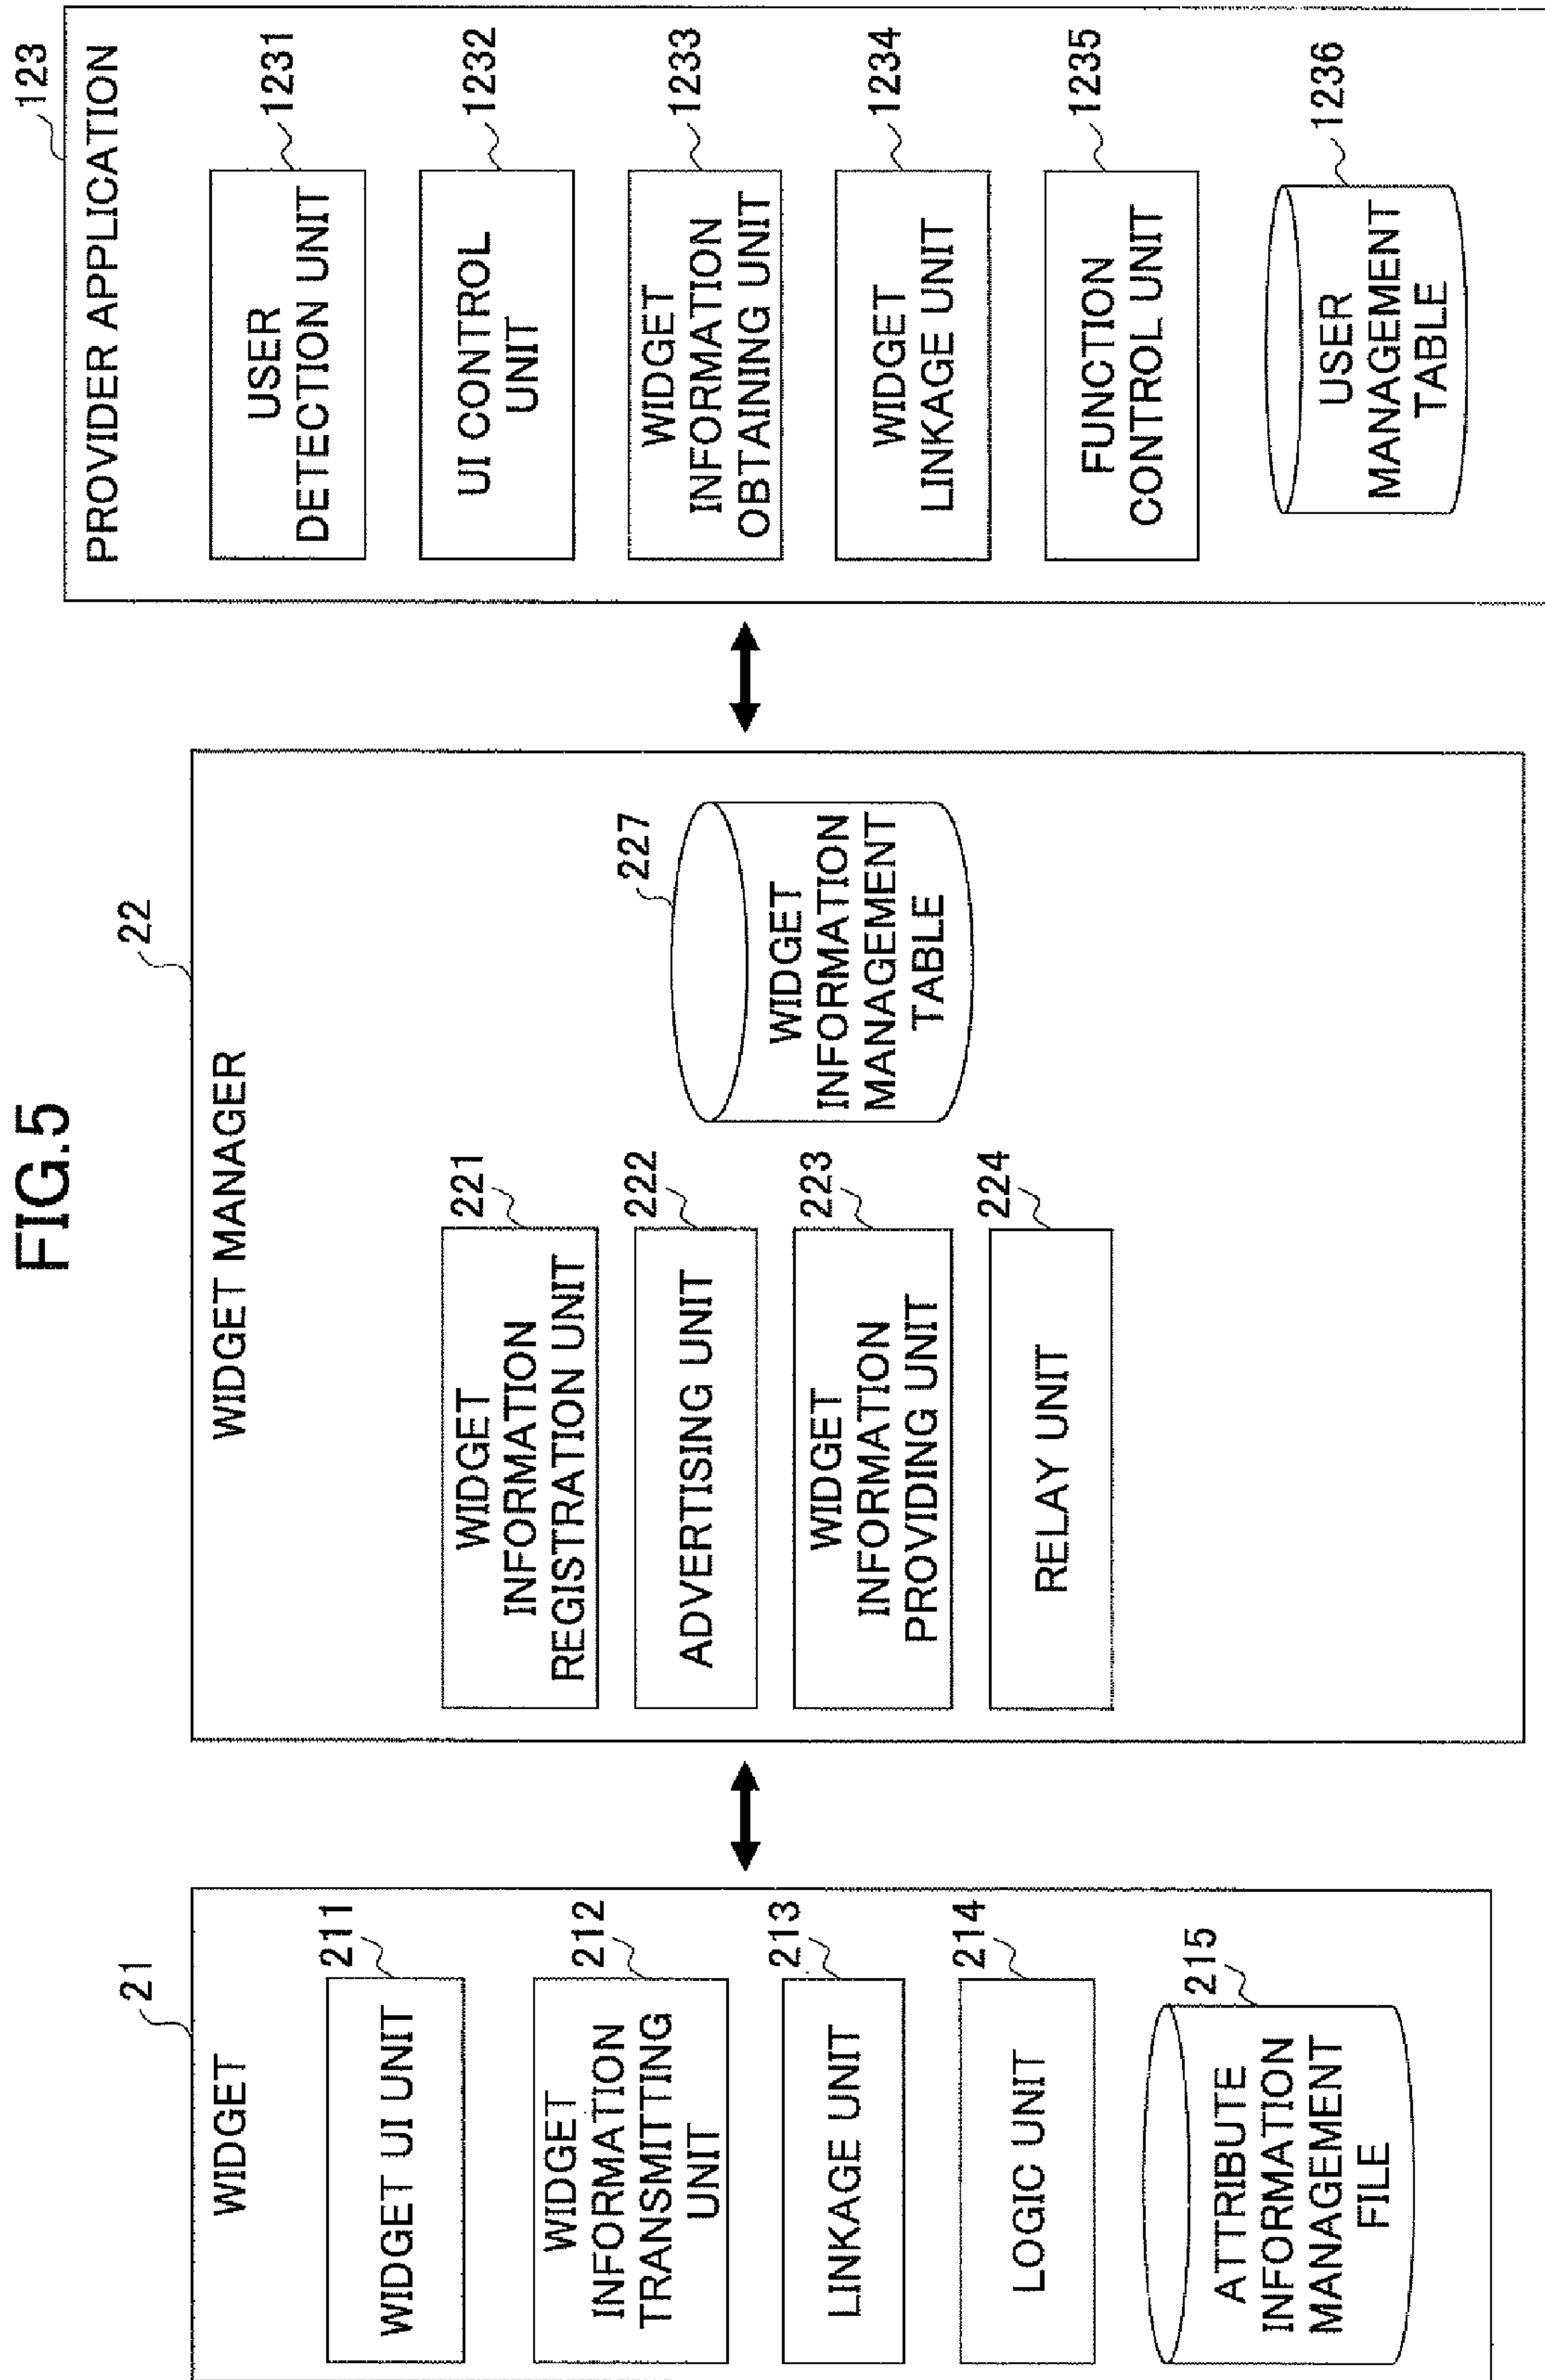 FIG.5
21
WIDGET
211
WIDGET UI UNIT
212
WIDGET
INFORMATION
TRANSMITTING
UNIT
213
LINKAGE UNIT
214
LOGIC UNIT
215
ATTRIBUTE
INFORMATION
MANAGEMENT
FILE
22
WIDGET MANAGER
221
WIDGET
INFORMATION
REGISTRATION UNIT
222
ADVERTISING UNIT
223
WIDGET
INFORMATION
PROVIDING UNIT
224
RELAY UNIT
227
WIDGET
INFORMATION
MANAGEMENT
TABLE
123
PROVIDER APPLICATION
1231
USER
DETECTION UNIT
1232
UI CONTROL
UNIT
1233
WIDGET
INFORMATION
OBTAINING UNIT
1234
WIDGET
LINKAGE UNIT
1235
FUNCTION
CONTROL UNIT
1236
USER
MANAGEMENT
TABLE